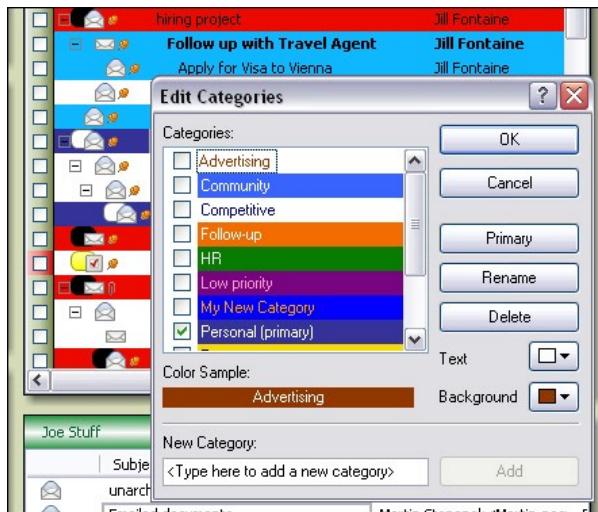 hiring project Jill Fontaine
Follow up with Travel Agent Jill Fontaine
Apply for Visa to Vienna Jill Fontaine
Edit Categories
Categories:
Advertising
Community
Competitive
Follow-up
HR
Low priority
My New Category
Personal (primary)
OK
Cancel
Primary
Rename
Delete
Text
Background
Color Sample:
Advertising
New Category:
<Type here to add a new category>
Add
Joe Stuff
Subje
unarch
Emailed documents